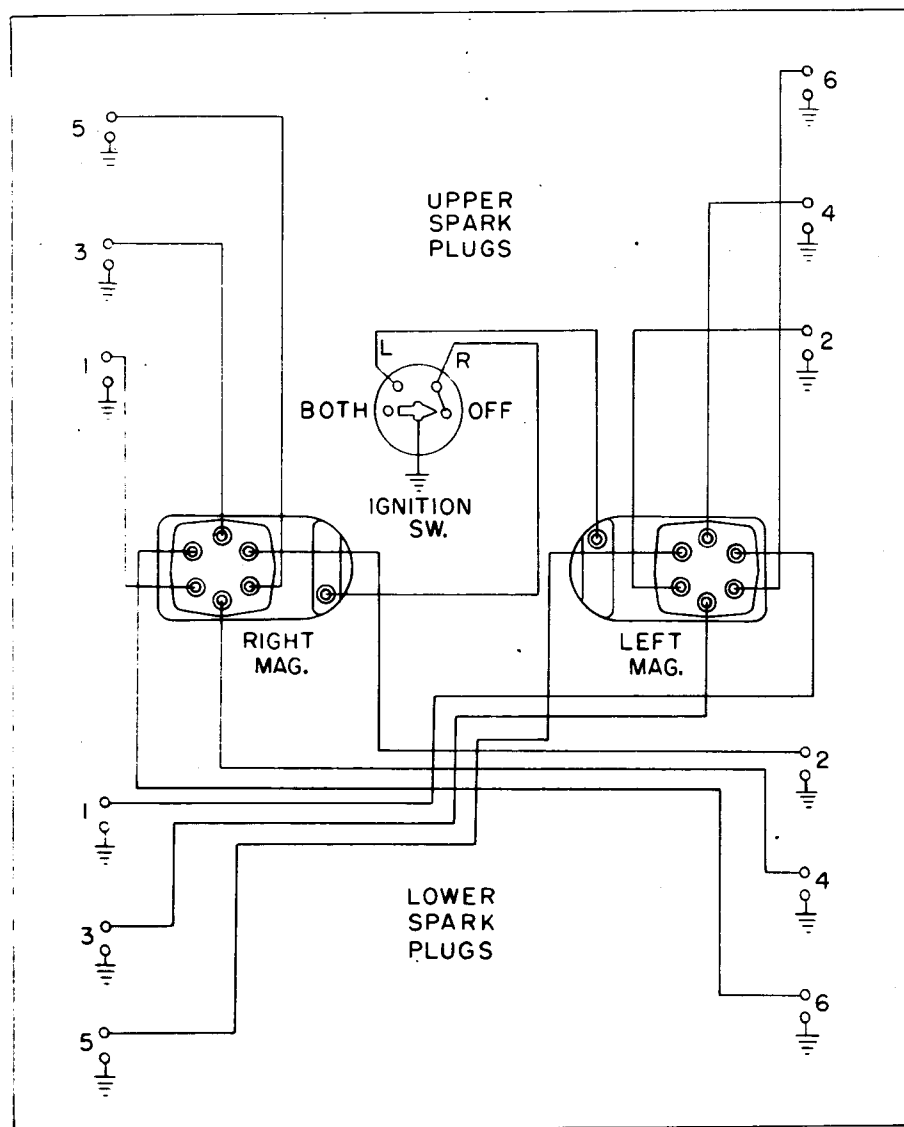 6
5
UPPER
SPARK
PLUGS
4
3
2
1
L
R
BOTH
OFF
IGNITION
SW.
RIGHT
MAG.
LEFT
MAG.
2
1
4
LOWER
SPARK
PLUGS
3
6
5